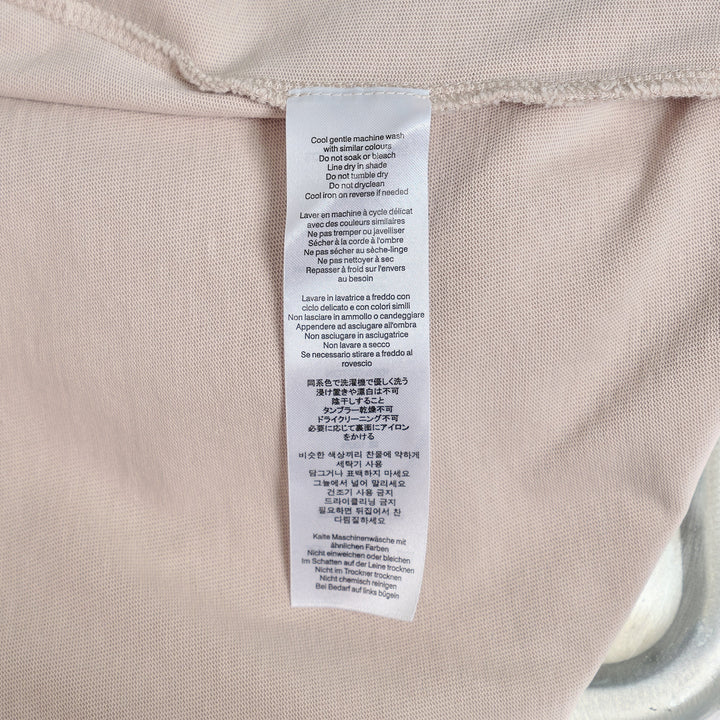 Cool gentle machine wash
with similar colours
Do not soak or bleach
Line dry in shade
Do not tumble dry
Do not dryclean
Cool iron on reverse if needed
Laver en machine à cycle délicat
avec des couleurs similaires
Ne pas tremper ou javelliser
Sécher à la corde à l'ombre
Ne pas sécher au sèche-linge
Ne pas nettoyer à sec
Repasser à froid sur l'envers
au besoin
Lavare in lavatrice a freddo con
ciclo delicato e con colori simili
Non lasciare in ammollo o candeggiare
Appendere ad asciugare all'ombra
Non asciugare in asciugatrice
Non lavare a secco
Se necessario stirare a freddo al
rovescio
同系色で洗濯機で優しく洗う
浸け置きや漂白は不可
陰干しすること
タンブラー乾燥不可
ドライクリーニング不可
必要に応じて裏面にアイロン
をかける
비슷한 색상끼리 찬물에 약하게
세탁기 사용
담그거나 표백하지 마세요
그늘에서 널어 말리세요
건조기 사용 금지
드라이클리닝 금지
필요하면 뒤집어서 찬
다림질하세요
Kalte Maschinenwäsche mit
ähnlichen Farben
Nicht einweichen oder bleichen
Im Schatten auf der Leine trocknen
Nicht im Trockner trocknen
Nicht chemisch reinigen
Bei Bedarf auf links bügeln